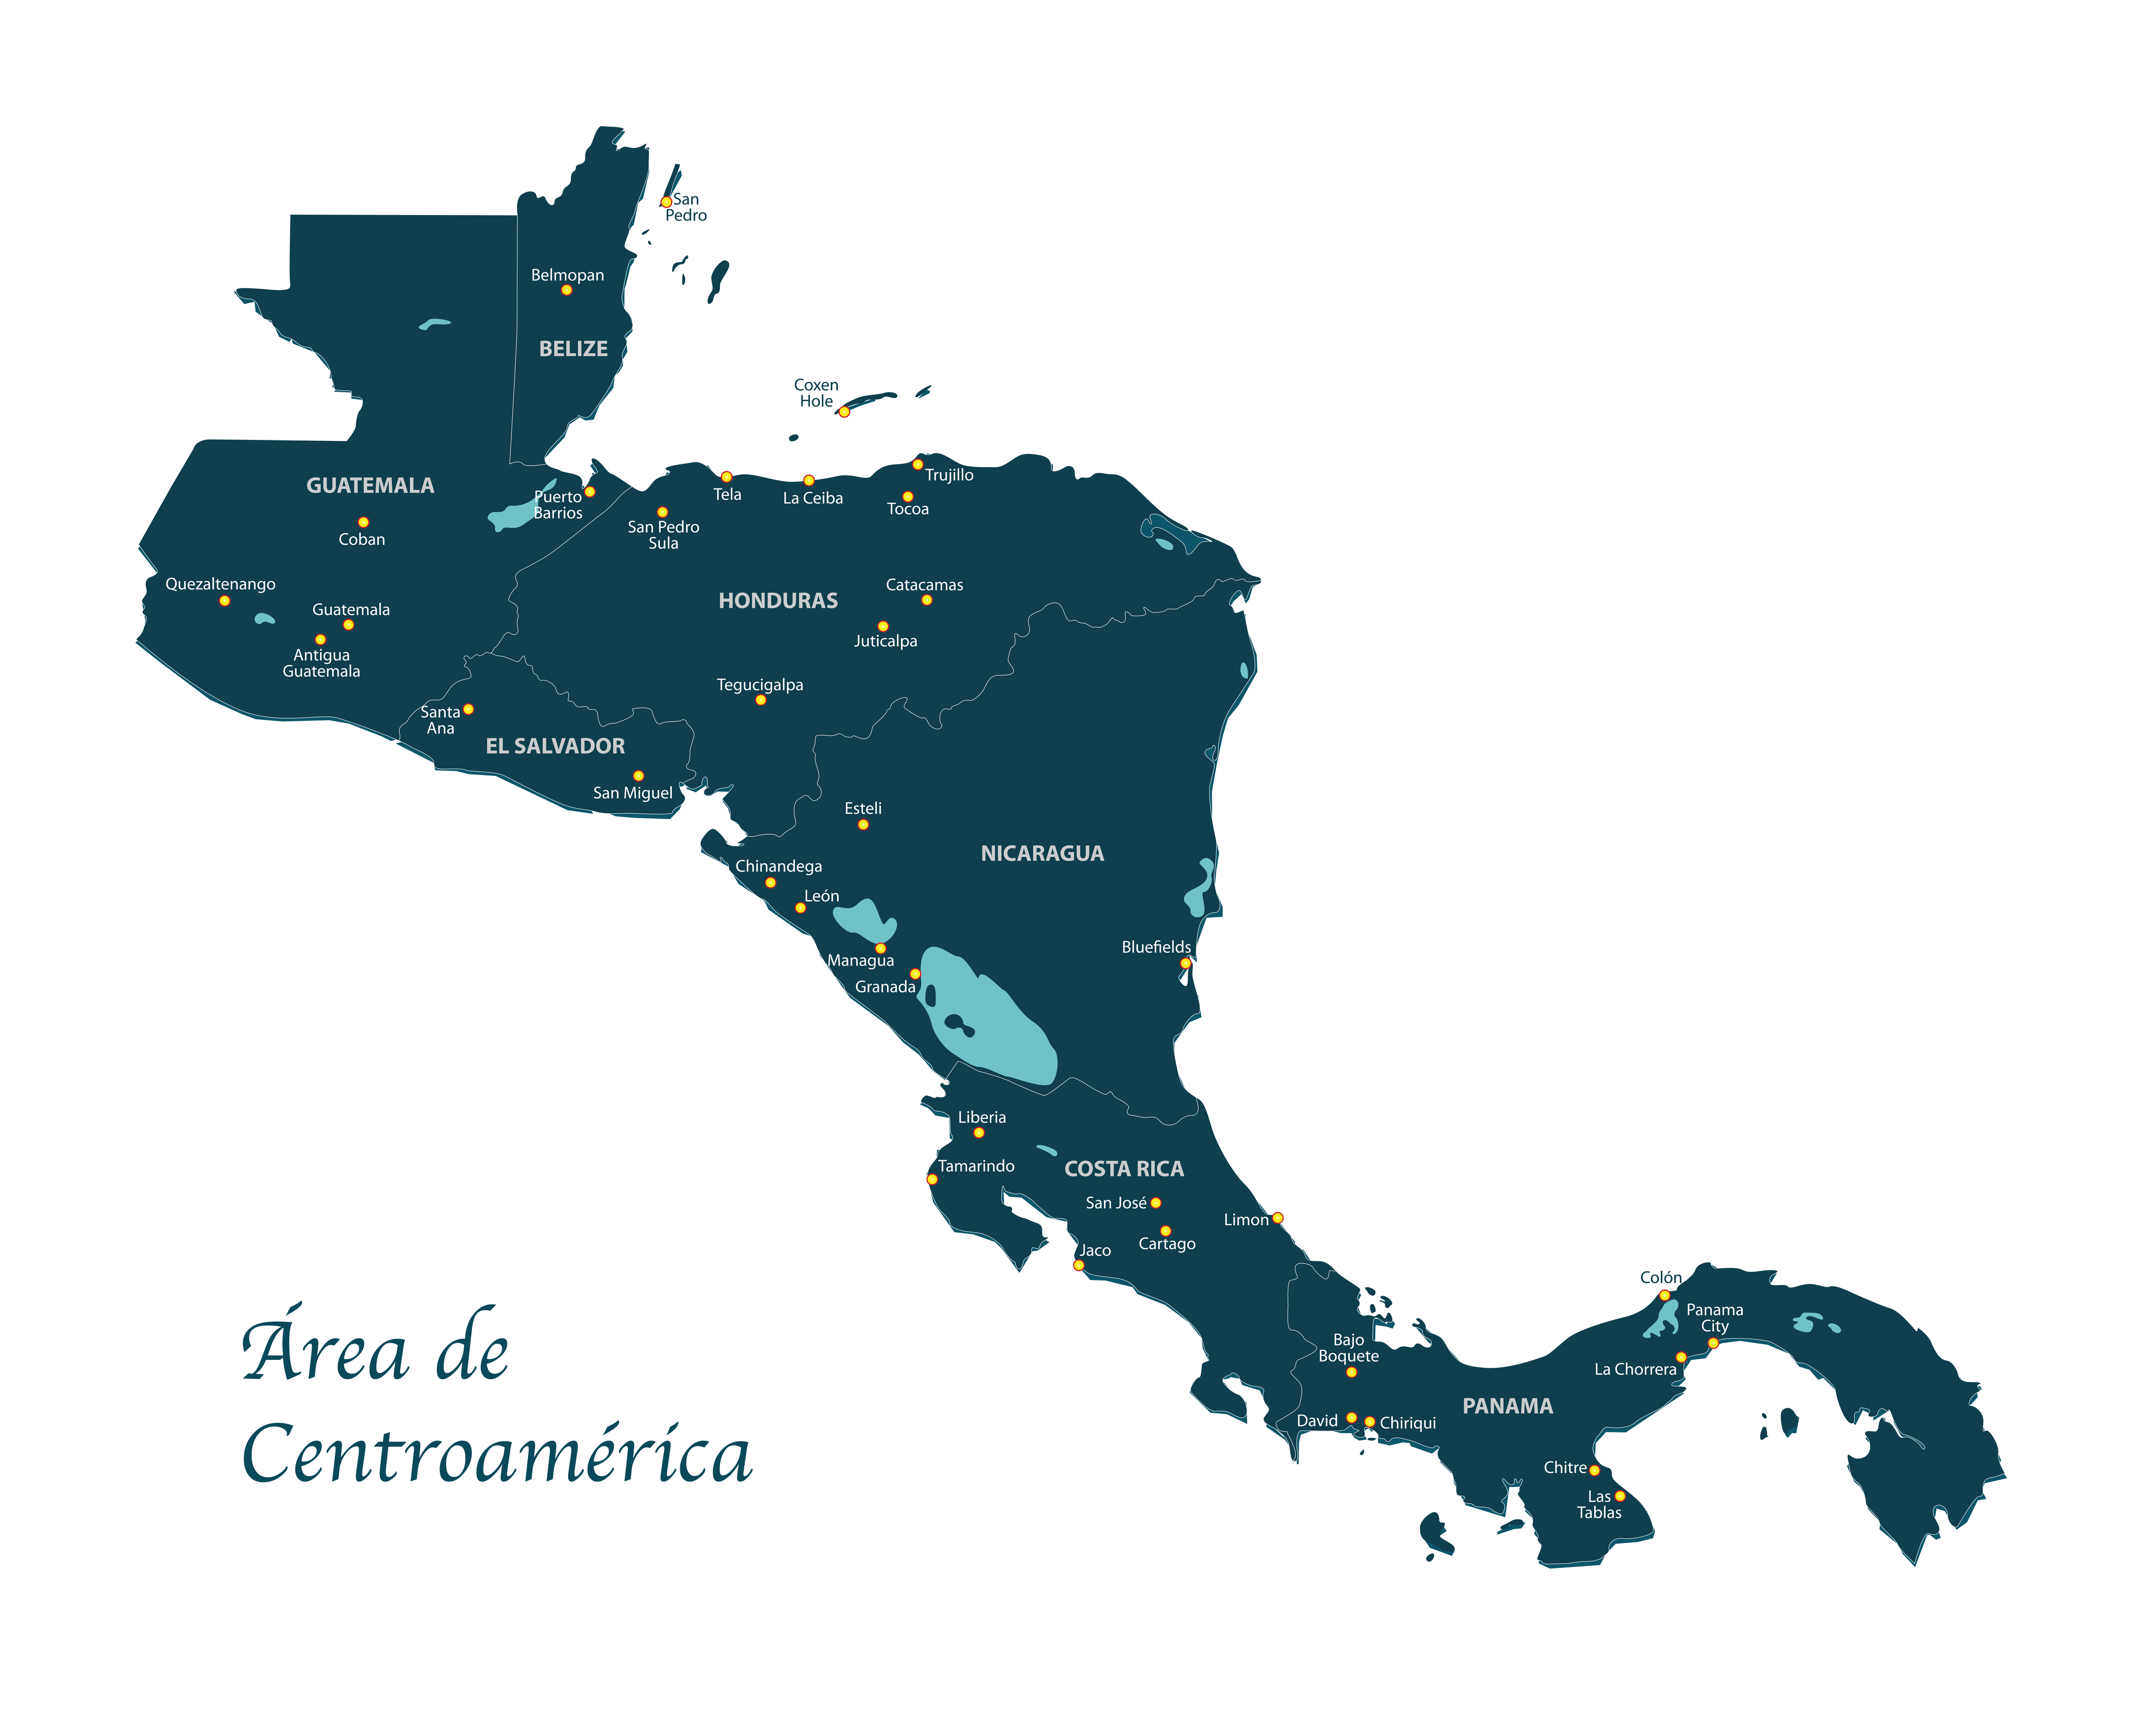 San
Pedro
Belmopan
BELIZE
Coxen
Hole
GUATEMALA
Puerto
Barrios
Coban
Quezaltenango
Guatemala
Antigua
Guatemala
Tela
La Ceiba
Trujillo
Tocoa
San Pedro
Sula
HONDURAS
Catacamas
Juticalpa
Tegucigalpa
Santa
Ana
EL SALVADOR
San Miguel
Esteli
NICARAGUA
Chinandega
León
Managua
Granada
Bluefields
Liberia
Tamarindo
COSTA RICA
San José
Cartago
Limon
Jaco
Colón
Panama
City
La Chorrera
Bajo
Boquete
PANAMA
David
Chiriqui
Chitre
Las
Tablas
Área de
Centroamérica